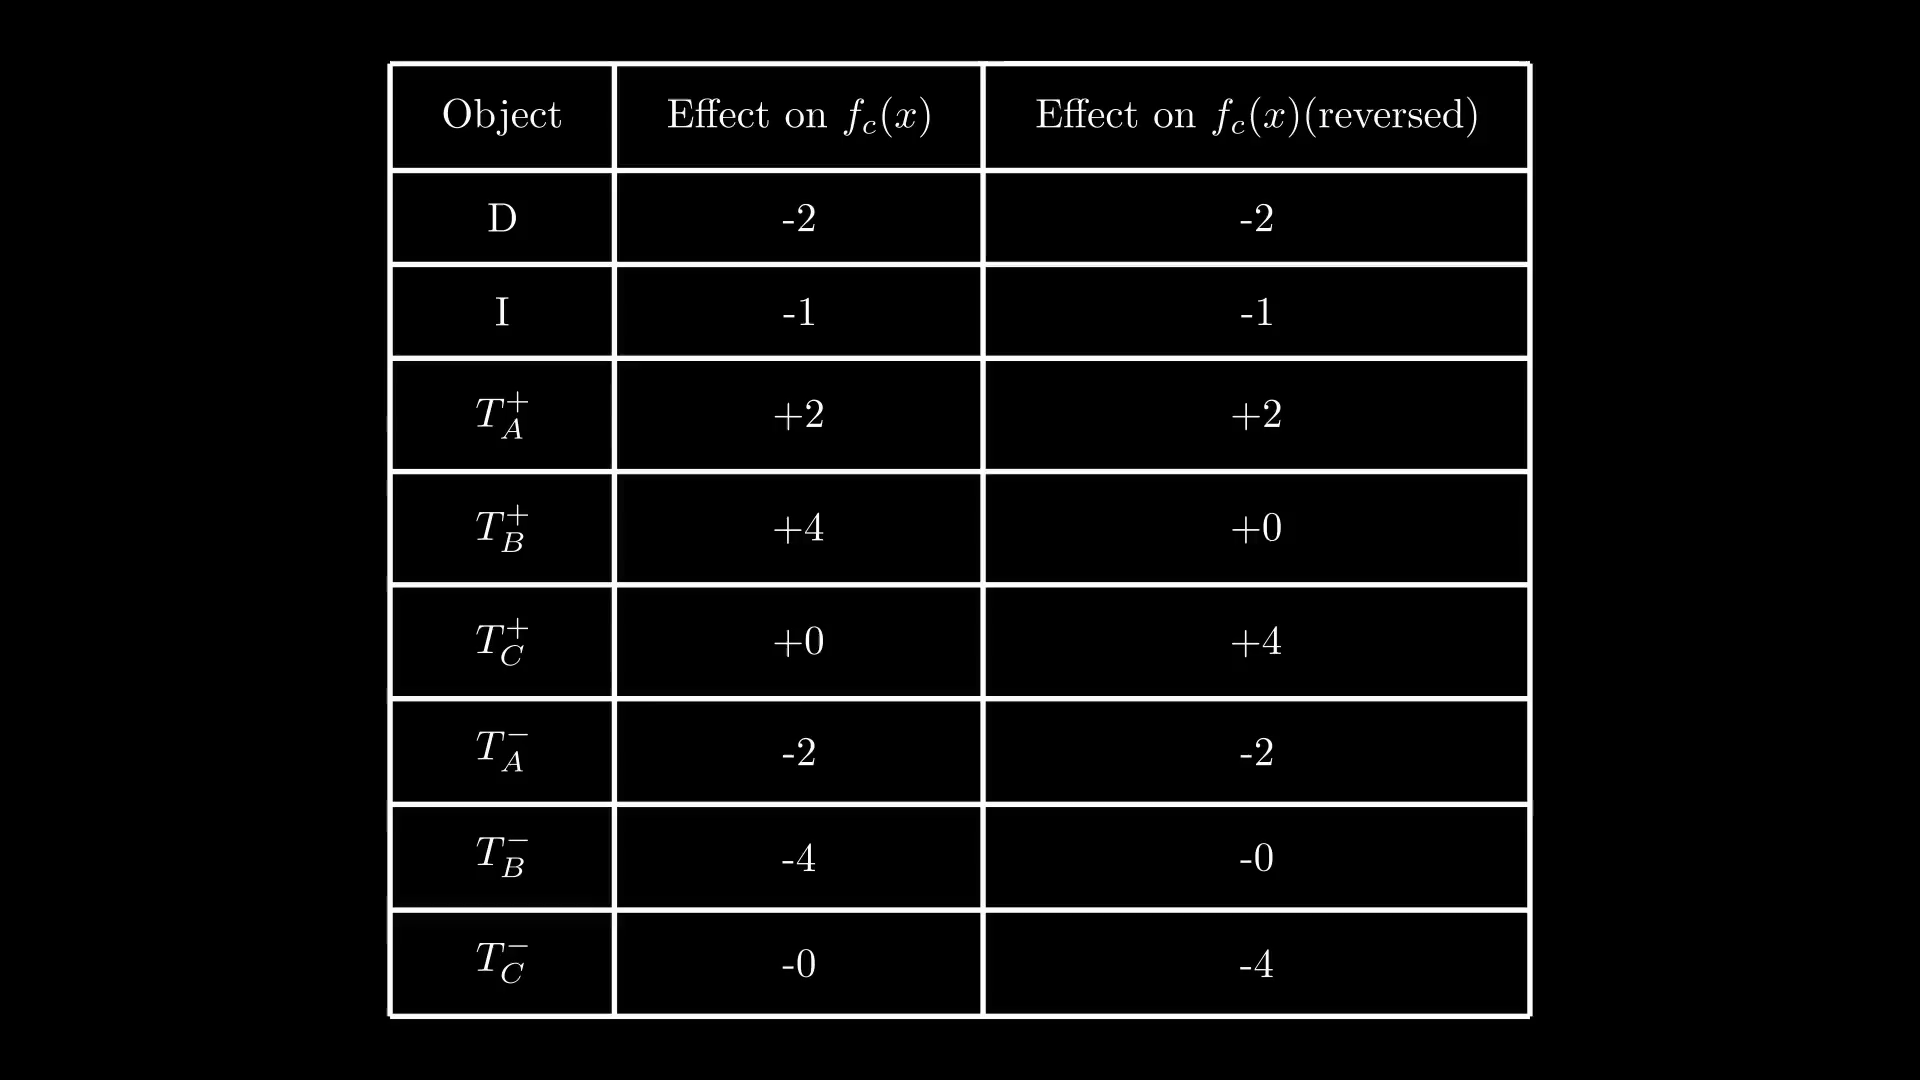 Object Effect on $f_c(x)$ Effect on $f_c(x)$(reversed)
D -2 -2
I -1 -1
$T_A^+$ +2 +2
$T_B^+$ +4 +0
$T_C^+$ +0 +4
$T_A^-$ -2 -2
$T_B^-$ -4 -0
$T_C^-$ -0 -4